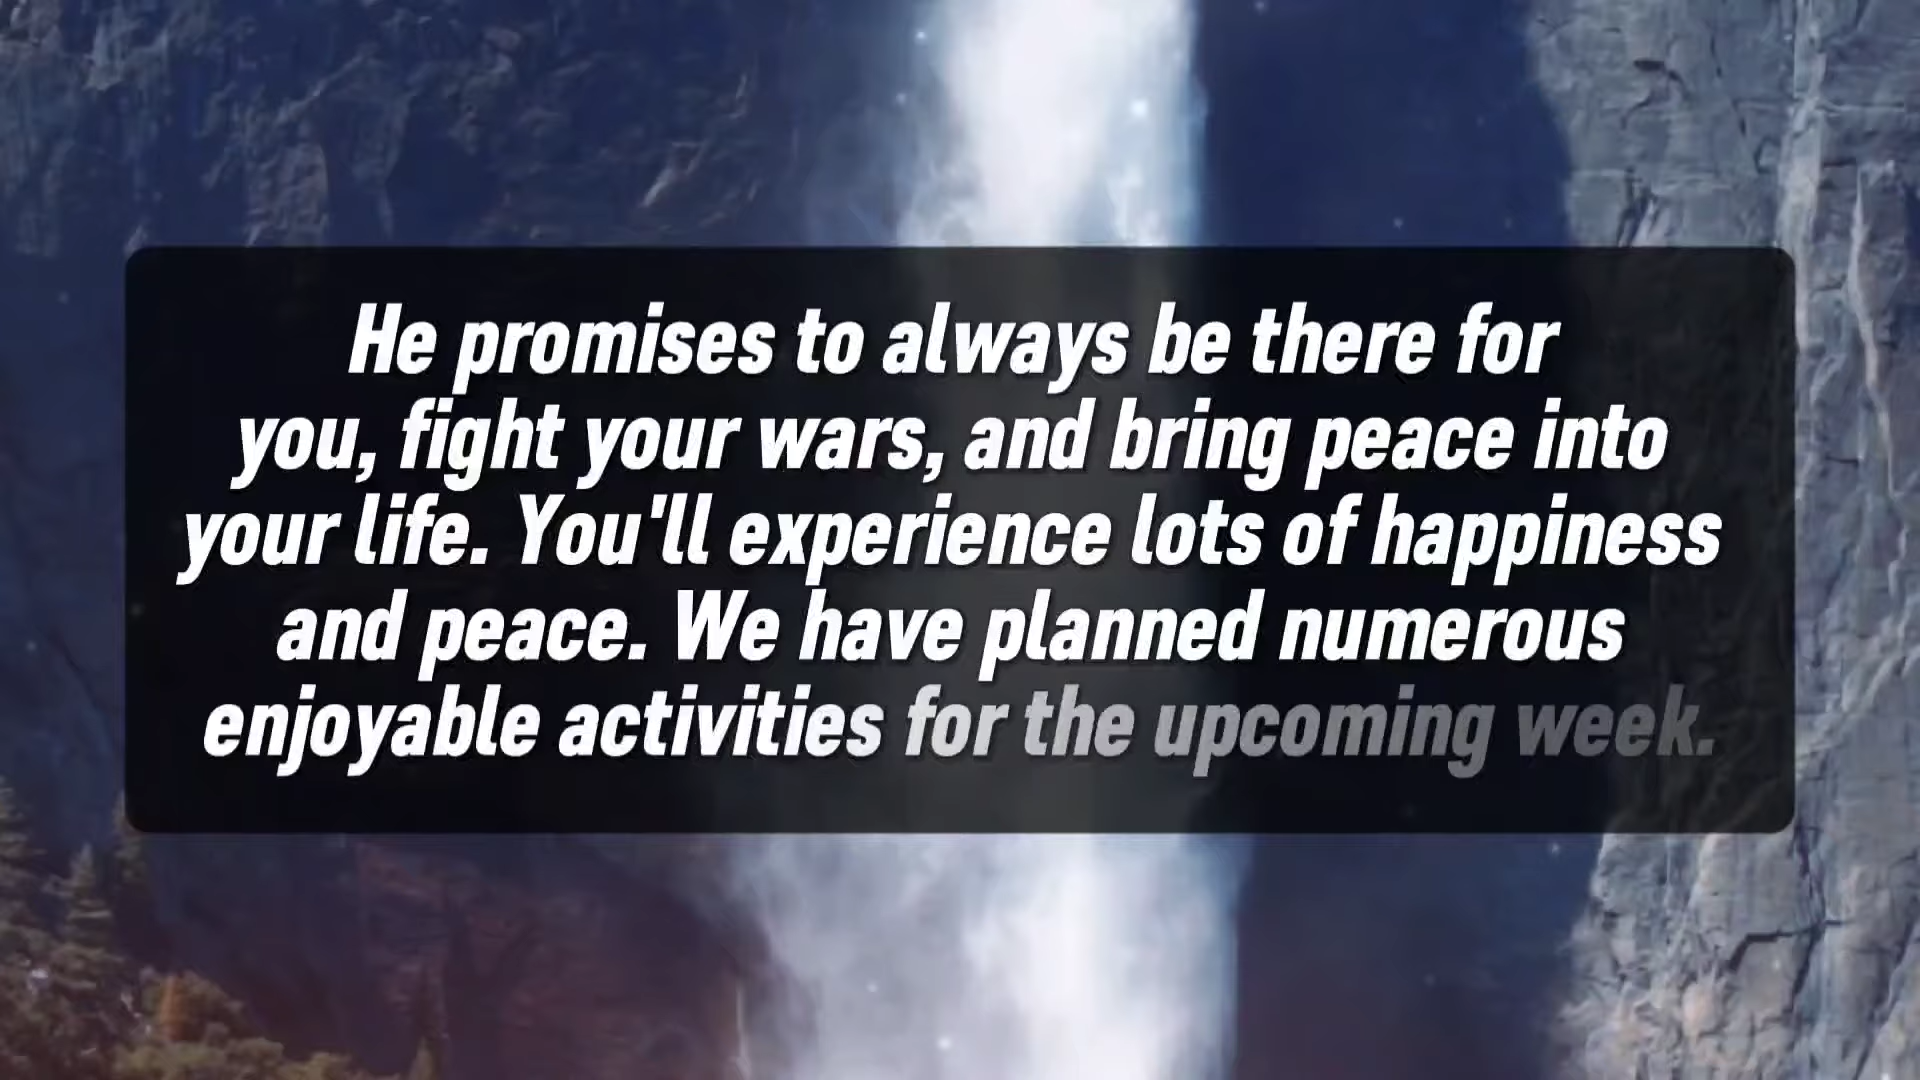 He promises to always be there for
you, fight your wars, and bring peace into
your life. You'll experience lots of happiness
and peace. We have planned numerous
enjoyable activities for the upcoming week.